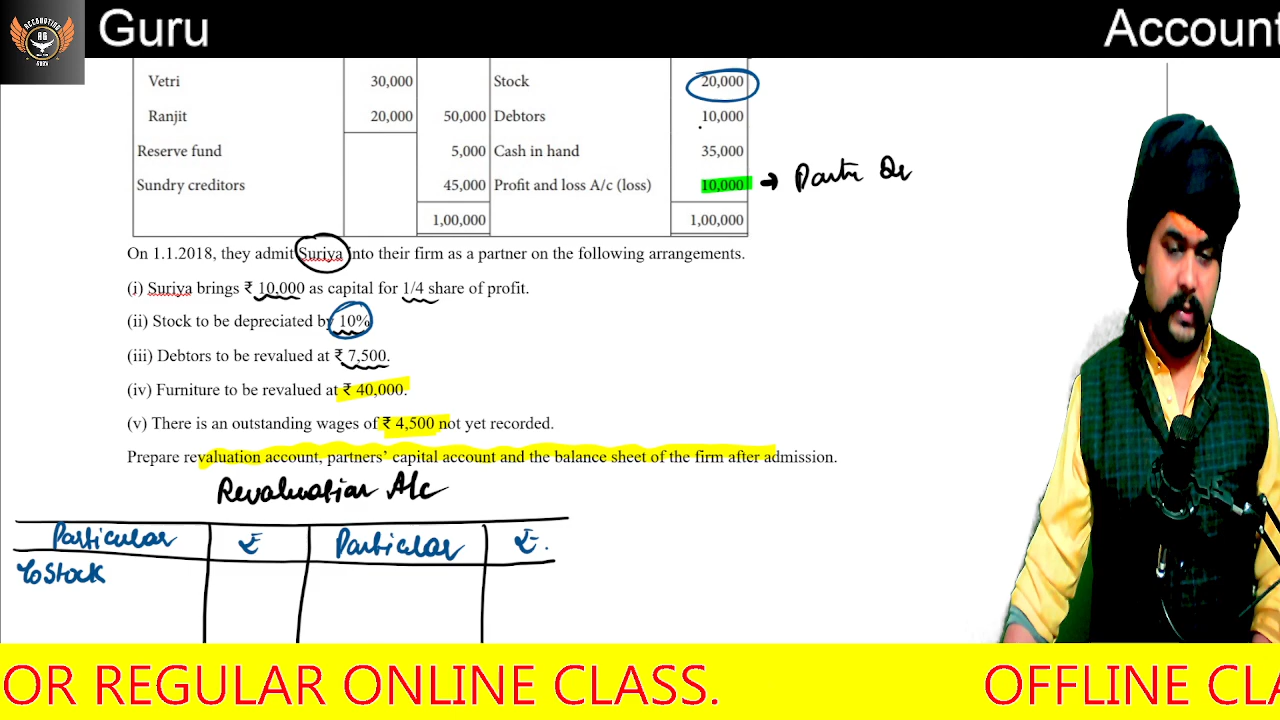 ACCOUNTING
AG
GURU
Guru
Account
Vetri 30,000 Stock 20,000
Ranjit 20,000 50,000 Debtors 10,000
Reserve fund 5,000 Cash in hand 35,000
Sundry creditors 45,000 Profit and loss A/c (loss) 10,000 → Partn Dr
1,00,000 1,00,000
On 1.1.2018, they admit Suriya into their firm as a partner on the following arrangements.
(i) Suriya brings ₹ 10,000 as capital for 1/4 share of profit.
(ii) Stock to be depreciated by 10%
(iii) Debtors to be revalued at ₹ 7,500.
(iv) Furniture to be revalued at ₹ 40,000.
(v) There is an outstanding wages of ₹ 4,500 not yet recorded.
Prepare revaluation account, partners' capital account and the balance sheet of the firm after admission.
Revaluation A/c
Particular ₹ Particular ₹.
To Stock
OR REGULAR ONLINE CLASS. OFFLINE CLA